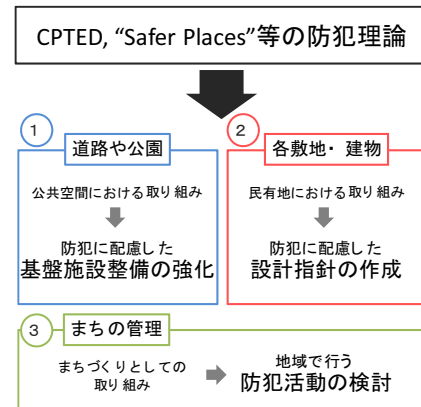 CPTED, “Safer Places”等の防犯理論
1
道路や公園
公共空間における取り組み
防犯に配慮した
基盤施設整備の強化
2
各敷地・建物
民有地における取り組み
防犯に配慮した
設計指針の作成
3
まちの管理
まちづくりとしての
取り組み
地域で行う
防犯活動の検討